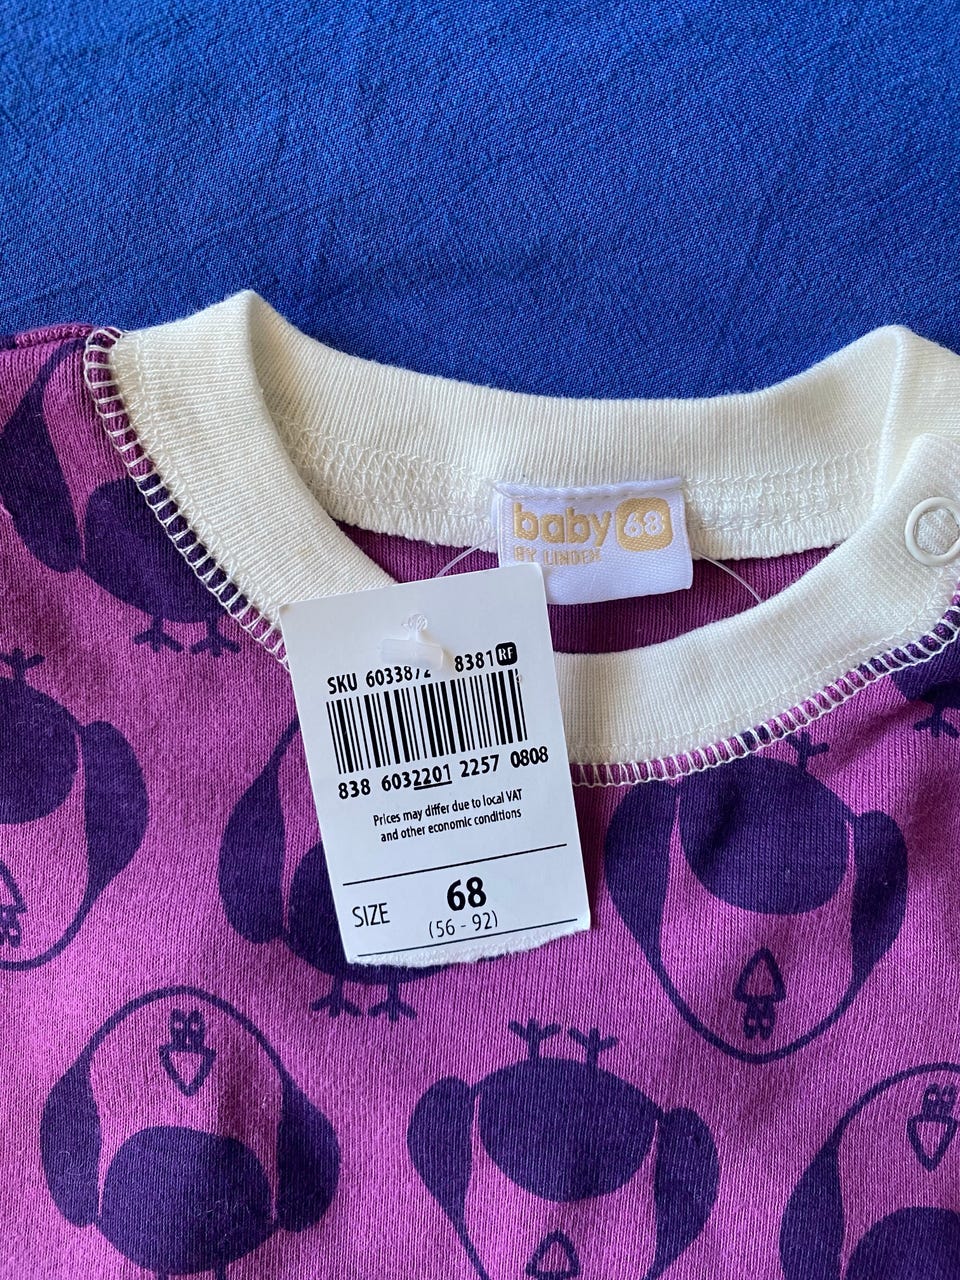 baby 68
BY LINDEX
SKU 6033872 8381 RF
838 6032201 2257 0808
Prices may differ due to local VAT
and other economic conditions
SIZE 68
(56 - 92)